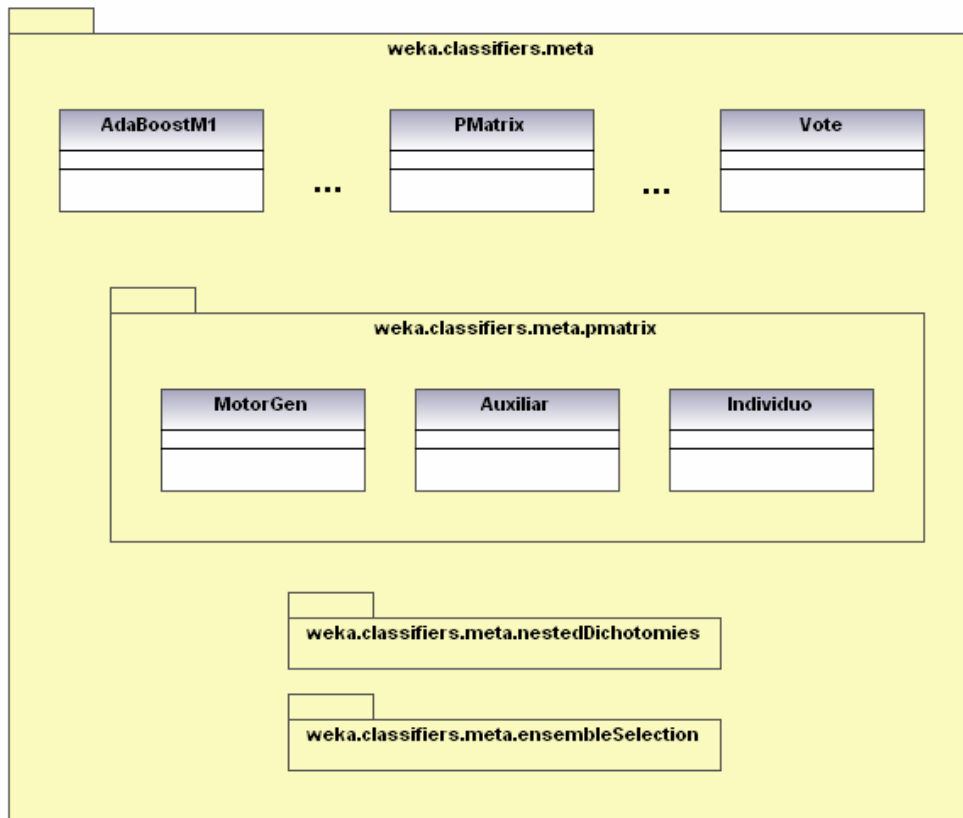 weka.classifiers.meta
AdaBoostM1
PMatrix
Vote
...
...
weka.classifiers.meta.pmatrix
MotorGen
Auxiliar
Individuo
weka.classifiers.meta.nestedDichotomies
weka.classifiers.meta.ensembleSelection